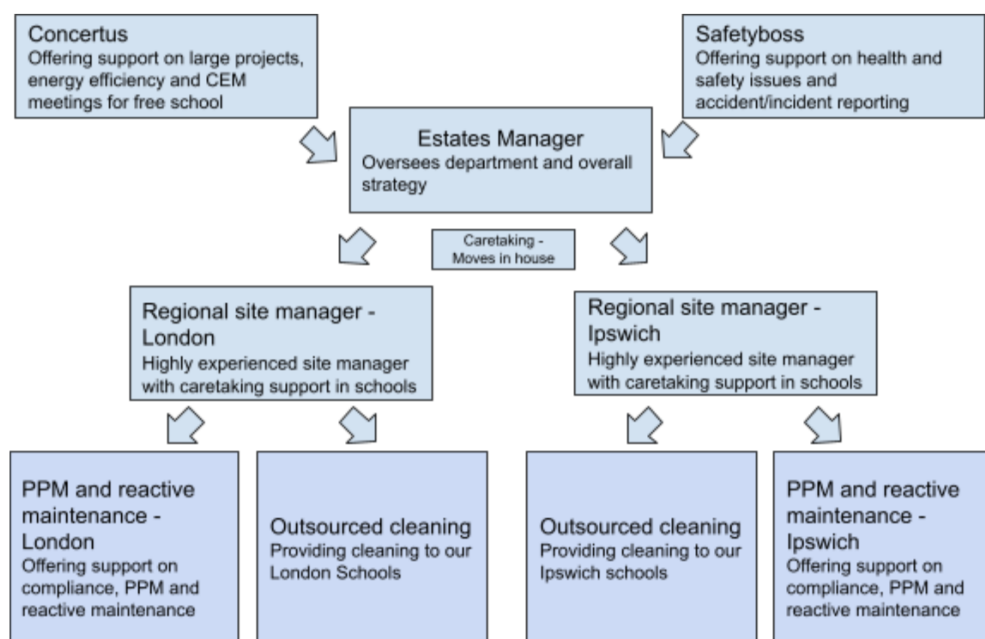 Concertus
Offering support on large projects,
energy efficiency and CEM
meetings for free school
Safetyboss
Offering support on health and
safety issues and
accident/incident reporting
Estates Manager
Oversees department and overall
strategy
Caretaking -
Moves in house
Regional site manager -
London
Highly experienced site manager
with caretaking support in schools
Regional site manager -
Ipswich
Highly experienced site manager
with caretaking support in schools
PPM and reactive
maintenance -
London
Offering support on
compliance, PPM and
reactive maintenance
Outsourced cleaning
Providing cleaning to our
London Schools
Outsourced cleaning
Providing cleaning to our
Ipswich schools
PPM and reactive
maintenance -
Ipswich
Offering support on
compliance, PPM and
reactive maintenance